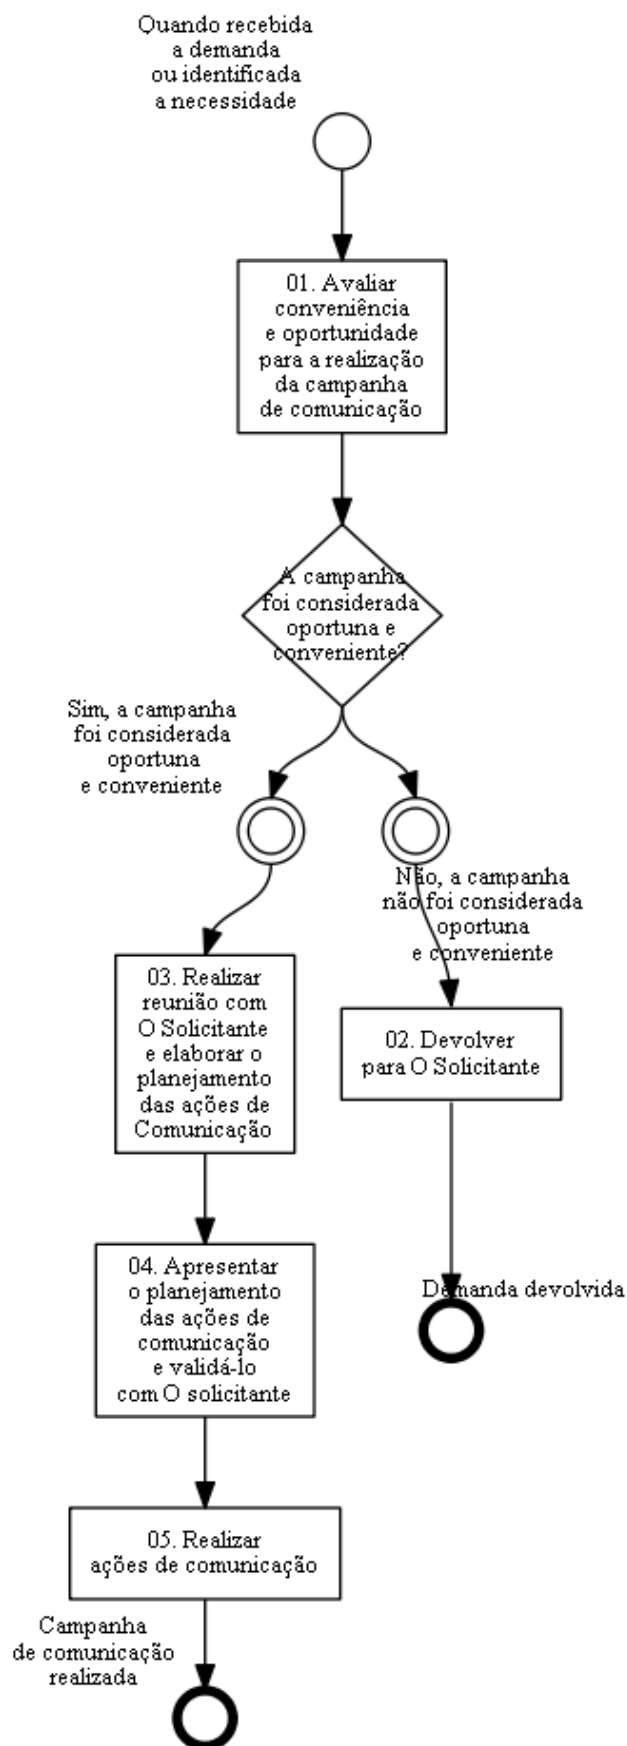 Quando recebida
a demanda
ou identificada
a necessidade
01. Avaliar
conveniência
e oportunidade
para a realização
da campanha
de comunicação
A campanha
foi considerada
oportuna e
conveniente?
Sim, a campanha
foi considerada
oportuna
e conveniente
Não, a campanha
não foi considerada
oportuna
e conveniente
03. Realizar
reunião com
O Solicitante
e elaborar o
planejamento
das ações de
Comunicação
02. Devolver
para O Solicitante
04. Apresentar
o planejamento
das ações de
comunicação
e validá-lo
com O solicitante
Demanda devolvida
05. Realizar
ações de comunicação
Campanha
de comunicação
realizada